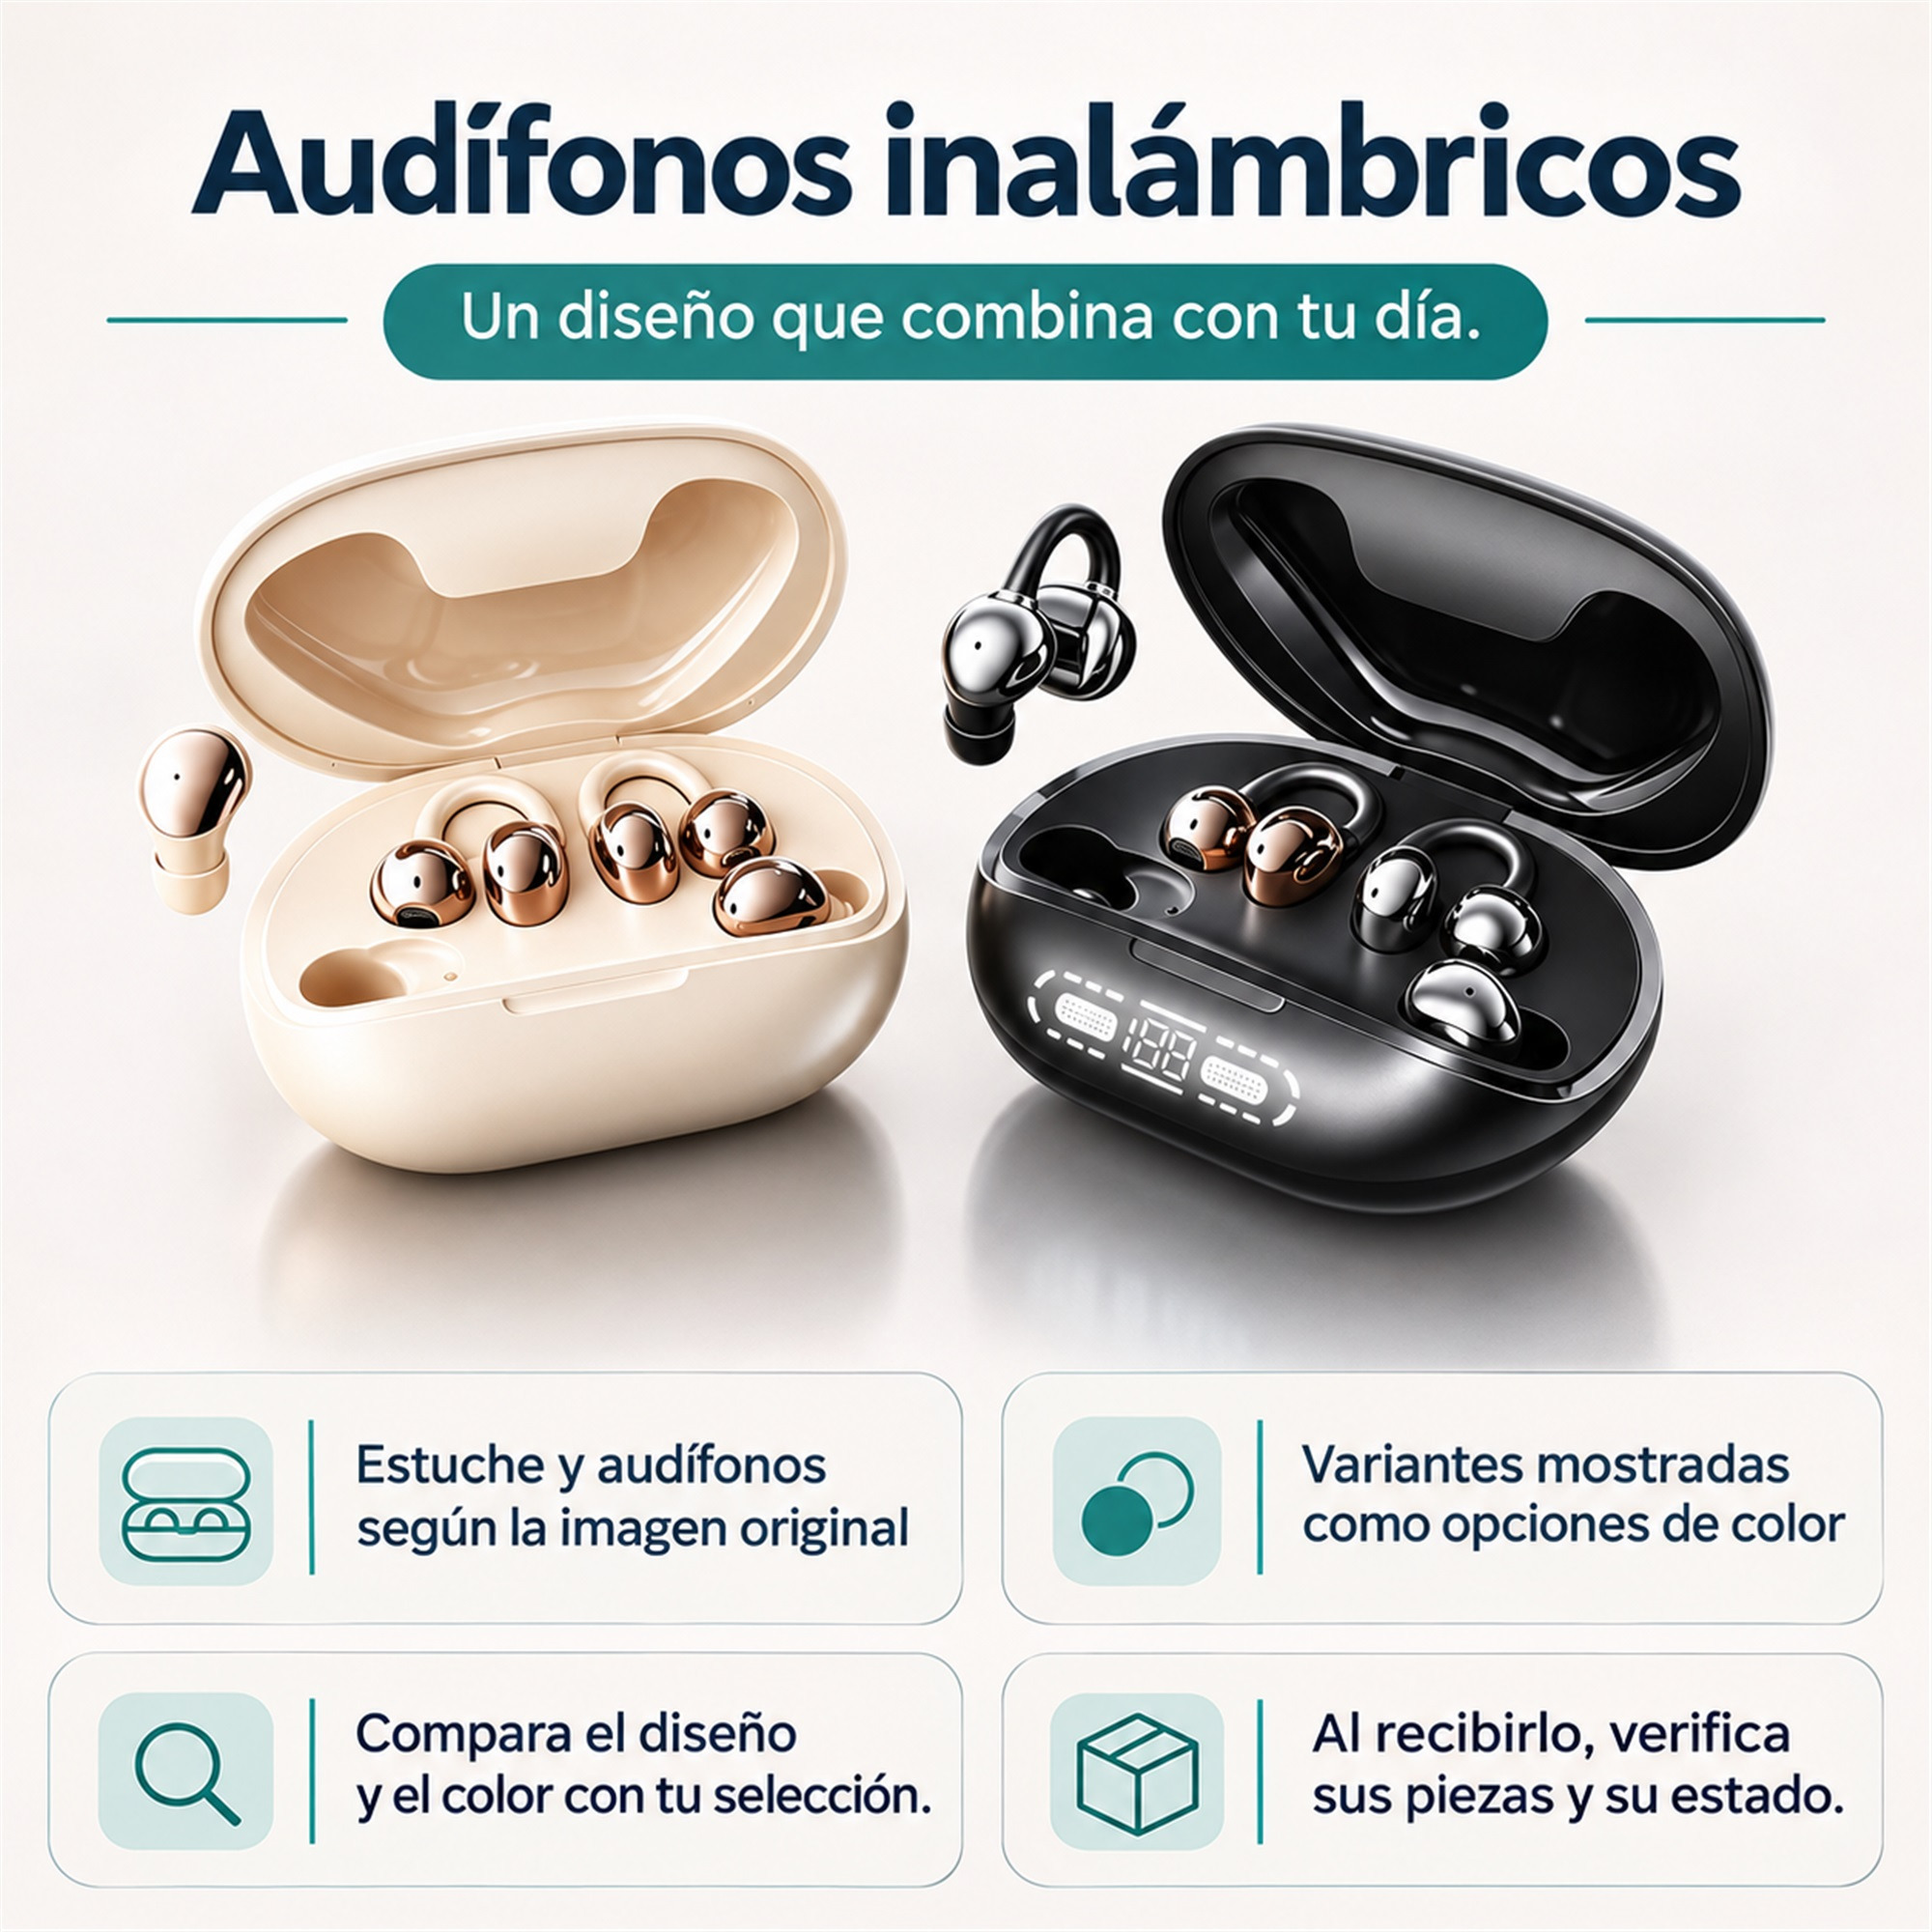 Audífonos inalámbricos
Un diseño que combina con tu día.
188
Estuche y audífonos
según la imagen original
Variantes mostradas
como opciones de color
Compara el diseño
y el color con tu selección.
Al recibirlo, verifica
sus piezas y su estado.